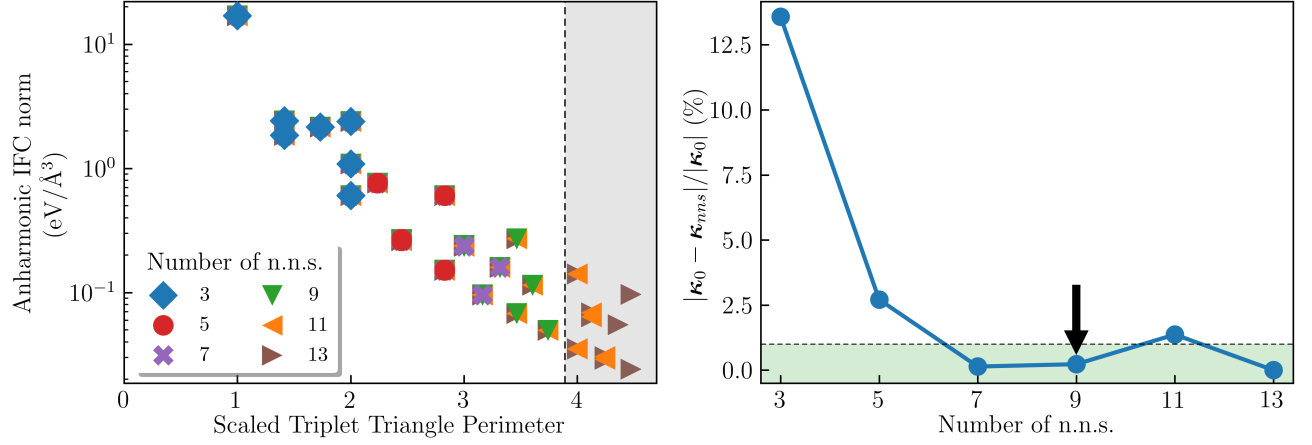 10¹
10⁰
10⁻¹
Anharmonic IFC norm
(eV/Å³)
Number of n.n.s.
3 9
5 11
7 13
0 1 2 3 4
Scaled Triplet Triangle Perimeter
12.5
10.0
7.5
5.0
2.5
0.0
|κ₀ − κₙₙₛ|/|κ₀| (%)
3 5 7 9 11 13
Number of n.n.s.